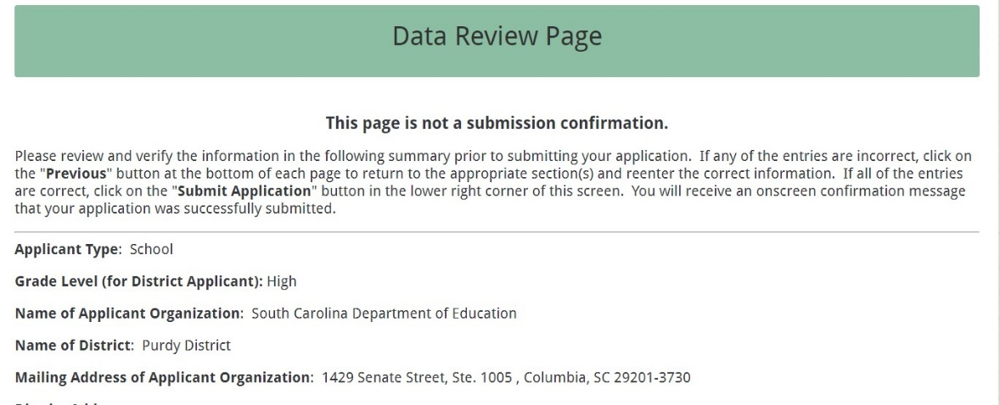 Data Review Page
This page is not a submission confirmation.
Please review and verify the information in the following summary prior to submitting your application.  If any of the entries are incorrect, click on
the "Previous" button at the bottom of each page to return to the appropriate section(s) and reenter the correct information.  If all of the entries
are correct, click on the "Submit Application" button in the lower right corner of this screen.  You will receive an onscreen confirmation message
that your application was successfully submitted.
Applicant Type:  School
Grade Level (for District Applicant): High
Name of Applicant Organization:  South Carolina Department of Education
Name of District:  Purdy District
Mailing Address of Applicant Organization:  1429 Senate Street, Ste. 1005 , Columbia, SC 29201-3730